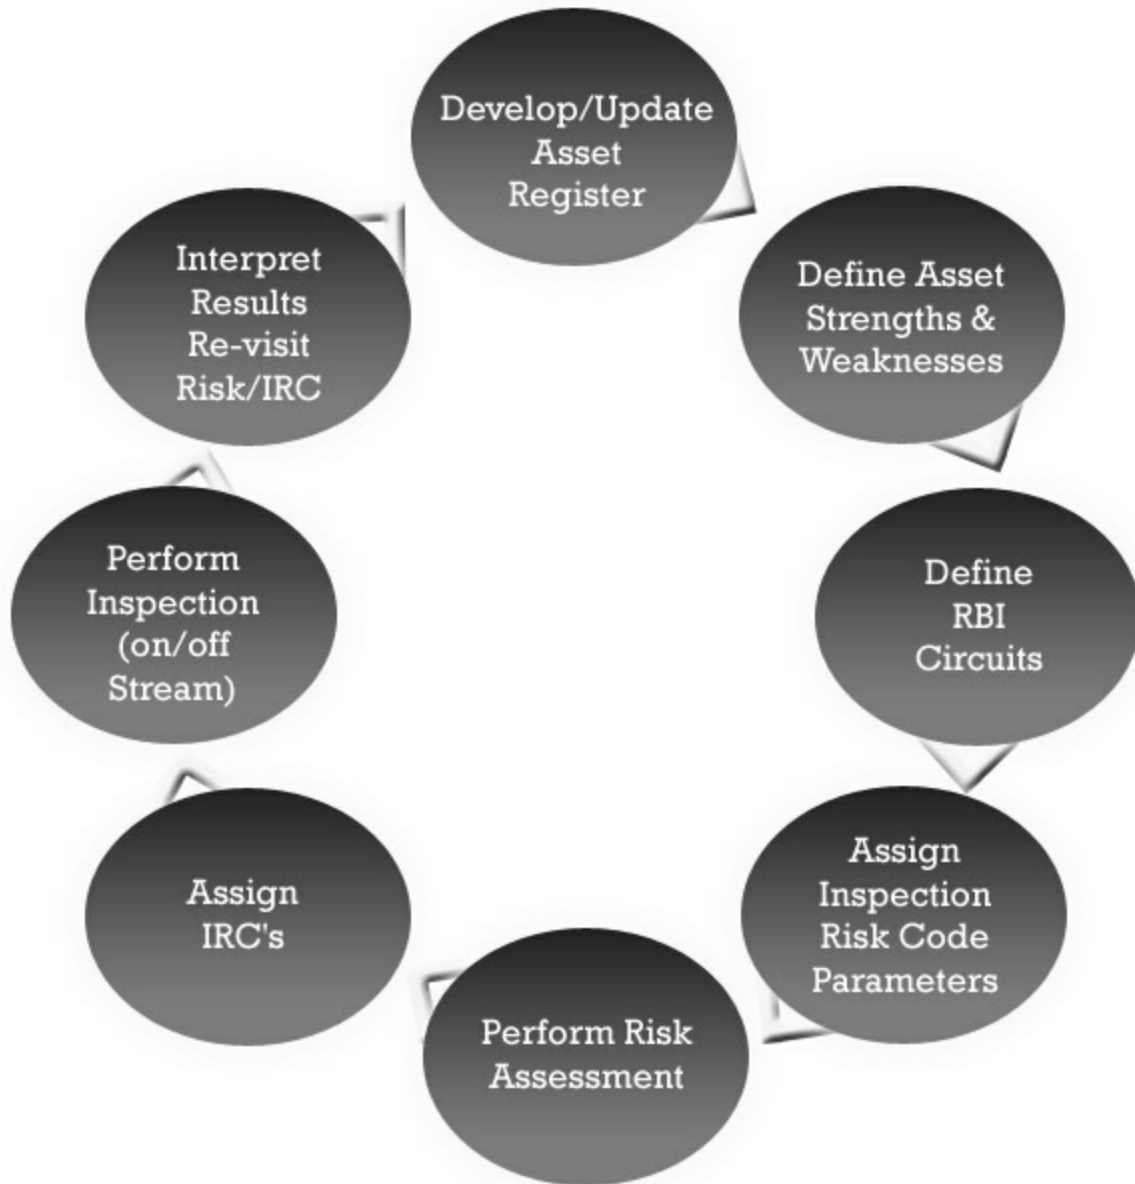 Develop/Update
Asset
Register
Define Asset
Strengths &
Weaknesses
Define
RBI
Circuits
Assign
Inspection
Risk Code
Parameters
Perform Risk
Assessment
Assign
IRC's
Perform
Inspection
(on/off
Stream)
Interpret
Results
Re-visit
Risk/IRC